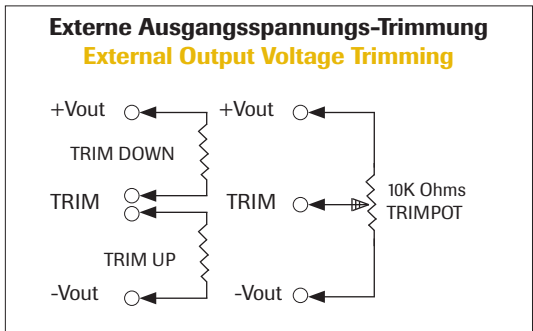 Externe Ausgangsspannungs-Trimmung
External Output Voltage Trimming
+Vout
TRIM DOWN
TRIM
TRIM UP
-Vout
+Vout
TRIM
10K Ohms
TRIMPOT
-Vout